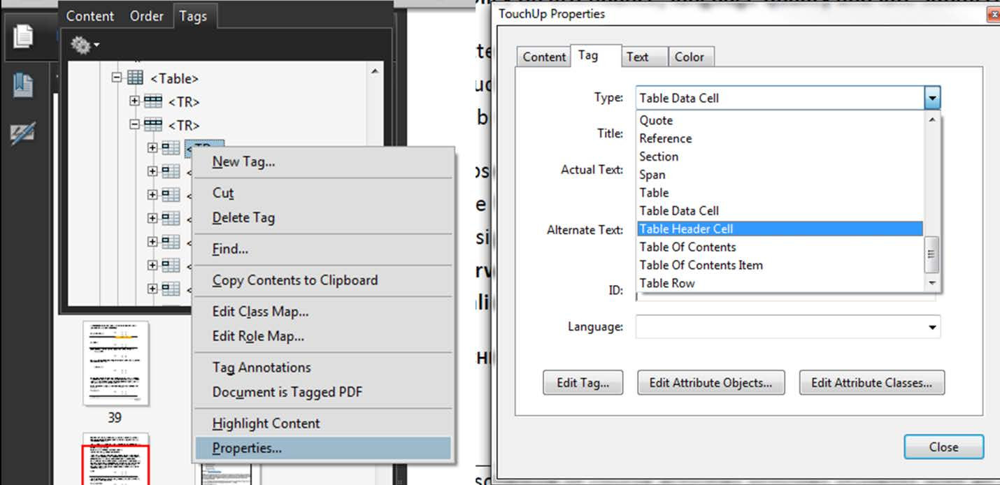 Content Order Tags
<Table>
<TR>
<TR>
New Tag...
Cut
Delete Tag
Find...
Copy Contents to Clipboard
Edit Class Map...
Edit Role Map...
Tag Annotations
Document is Tagged PDF
Highlight Content
Properties...
39
TouchUp Properties
Content Tag Text Color
Type: Table Data Cell
Quote
Title:
Reference
Section
Actual Text:
Span
Table
Table Data Cell
Alternate Text: Table Header Cell
Table Of Contents
Table Of Contents Item
Table Row
ID:
Language:
Edit Tag... Edit Attribute Objects... Edit Attribute Classes...
Close